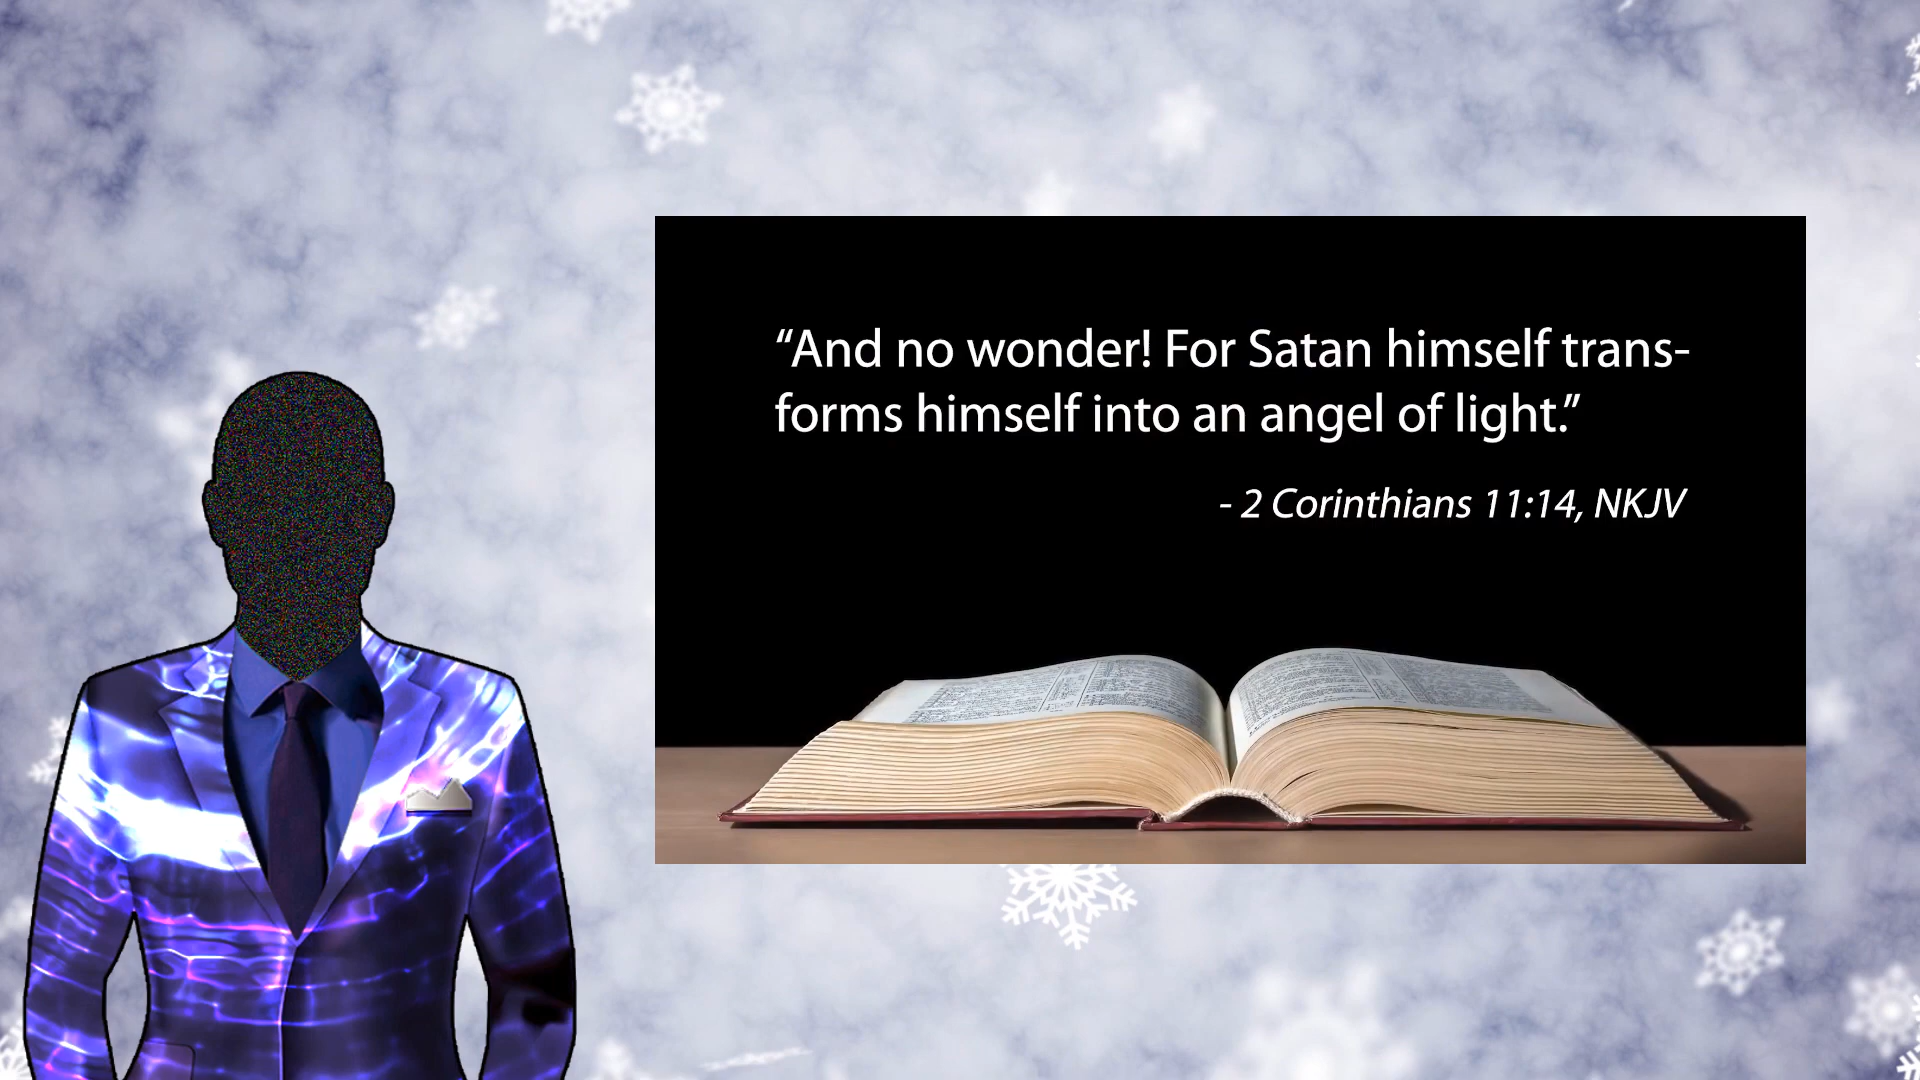 “And no wonder! For Satan himself trans-
forms himself into an angel of light.”
- 2 Corinthians 11:14, NKJV